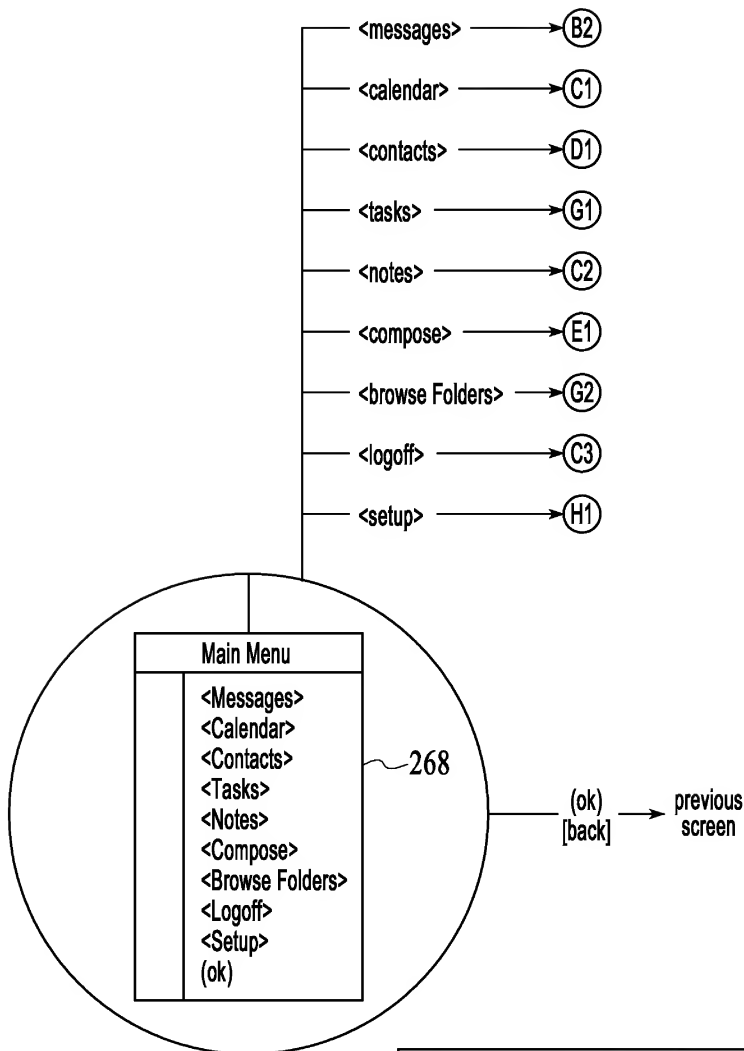 <messages> B2
<calendar> C1
<contacts> D1
<tasks> G1
<notes> C2
<compose> E1
<browse Folders> G2
<logoff> C3
<setup> H1
Main Menu
<Messages>
<Calendar>
<Contacts>
<Tasks>
<Notes>
<Compose>
<Browse Folders>
<Logoff>
<Setup>
(ok)
268
(ok)
[back]
previous
screen